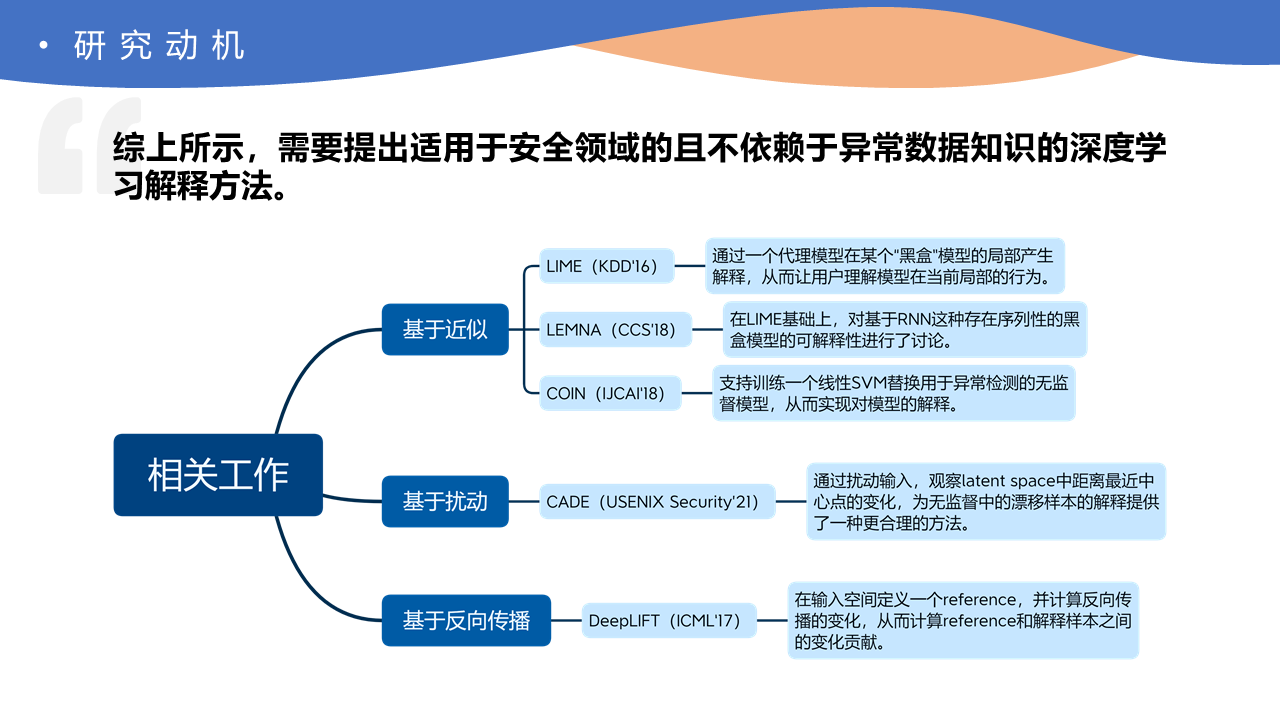 • 研究动机
综上所示，需要提出适用于安全领域的且不依赖于异常数据知识的深度学
习解释方法。
相关工作
基于近似
LIME（KDD'16）
通过一个代理模型在某个"黑盒"模型的局部产生
解释，从而让用户理解模型在当前局部的行为。
LEMNA（CCS'18）
在LIME基础上，对基于RNN这种存在序列性的黑
盒模型的可解释性进行了讨论。
COIN（IJCAI'18）
支持训练一个线性SVM替换用于异常检测的无监
督模型，从而实现对模型的解释。
基于扰动
CADE（USENIX Security'21）
通过扰动输入，观察latent space中距离最近中
心点的变化，为无监督中的漂移样本的解释提供
了一种更合理的方法。
基于反向传播
DeepLIFT（ICML'17）
在输入空间定义一个reference，并计算反向传
播的变化，从而计算reference和解释样本之间
的变化贡献。